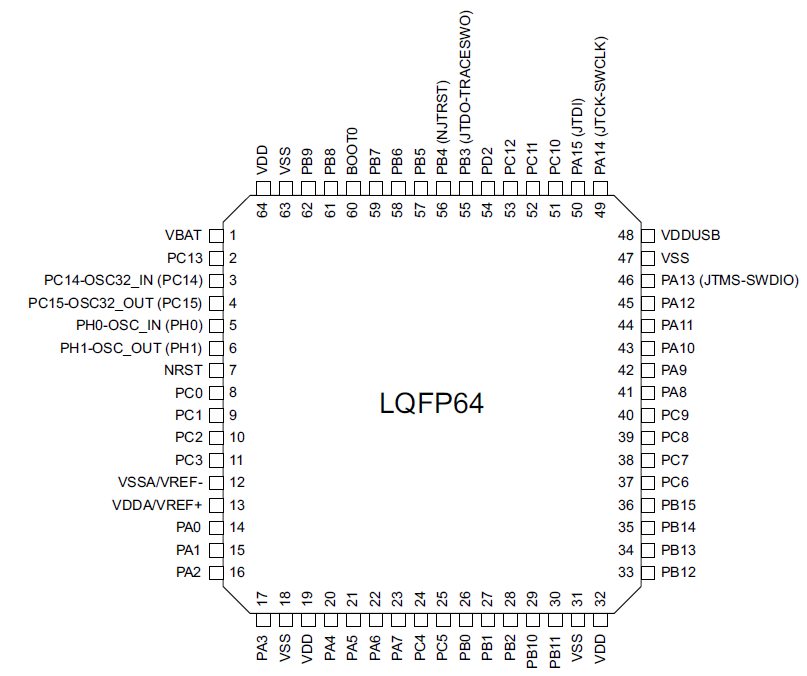 VDD
VSS
PB9
PB8
BOOT0
PB7
PB6
PB5
PB4 (NJTRST)
PB3 (JTDO-TRACESWO)
PD2
PC12
PC11
PC10
PA15 (JTDI)
PA14 (JTCK-SWCLK)
64 63 62 61 60 59 58 57 56 55 54 53 52 51 50 49
VBAT 1
PC13 2
PC14-OSC32_IN (PC14) 3
PC15-OSC32_OUT (PC15) 4
PH0-OSC_IN (PH0) 5
PH1-OSC_OUT (PH1) 6
NRST 7
PC0 8
PC1 9
PC2 10
PC3 11
VSSA/VREF- 12
VDDA/VREF+ 13
PA0 14
PA1 15
PA2 16
LQFP64
48 VDDUSB
47 VSS
46 PA13 (JTMS-SWDIO)
45 PA12
44 PA11
43 PA10
42 PA9
41 PA8
40 PC9
39 PC8
38 PC7
37 PC6
36 PB15
35 PB14
34 PB13
33 PB12
17 18 19 20 21 22 23 24 25 26 27 28 29 30 31 32
PA3
VSS
VDD
PA4
PA5
PA6
PA7
PC4
PC5
PB0
PB1
PB2
PB10
PB11
VSS
VDD